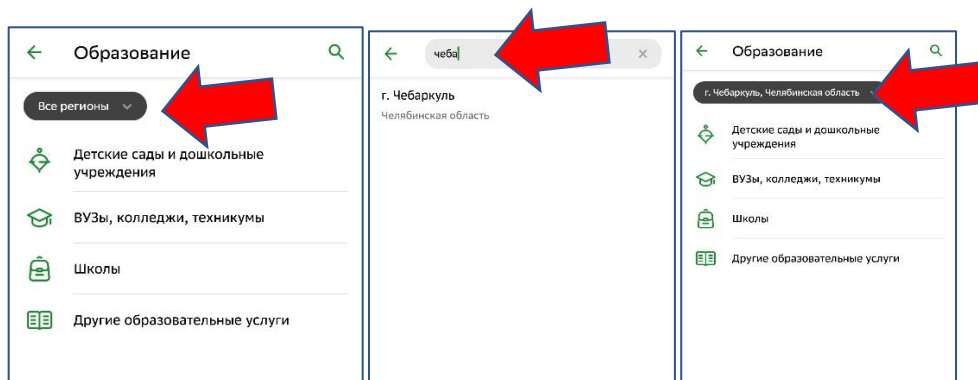 Образование
Все регионы
Детские сады и дошкольные
учреждения
ВУЗы, колледжи, техникумы
Школы
Другие образовательные услуги
чеба
г. Чебаркуль
Челябинская область
Образование
г. Чебаркуль, Челябинская область
Детские сады и дошкольные
учреждения
ВУЗы, колледжи, техникумы
Школы
Другие образовательные услуги